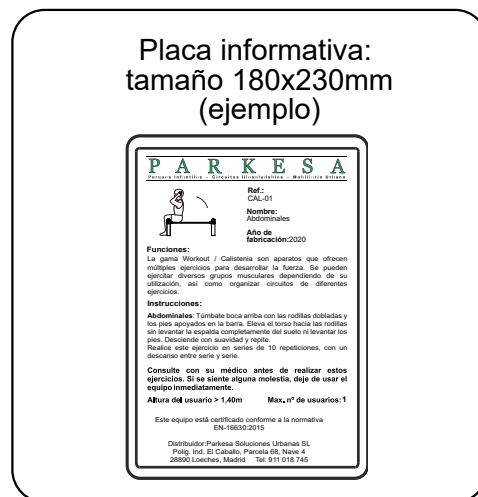 Placa informativa:
tamaño 180x230mm
(ejemplo)
P A R K E S A
Parques Infantiles - Circuitos Biosaludables - Mobiliario Urbano
Ref.:
CAL-01
Nombre:
Abdominales
Año de
fabricación:2020
Funciones:
La gama Workout / Calistenia son aparatos que ofrecen
múltiples ejercicios para desarrollar la fuerza. Se pueden
ejercitar diversos grupos musculares dependiendo de su
utilización, así como organizar circuitos de diferentes
ejercicios.
Instrucciones:
Abdominales: Túmbate boca arriba con las rodillas dobladas y
los pies apoyados en la barra. Eleva el torso hacia las rodillas
sin levantar la espalda completamente del suelo ni levantar los
pies. Desciende con suavidad y repite.
Realice este ejercicio en series de 10 repeticiones, con un
descanso entre serie y serie.
Consulte con su médico antes de realizar estos
ejercicios. Si se siente alguna molestia, deje de usar el
equipo inmediatamente.
Altura del usuario > 1,40m Max. nº de usuarios: 1
Este equipo está certificado conforme a la normativa
EN-16630:2015
Distribuidor:Parkesa Soluciones Urbanas SL
Polig. Ind. El Caballo, Parcela 68, Nave 4
28890 Loeches, Madrid Tel: 911 018 745